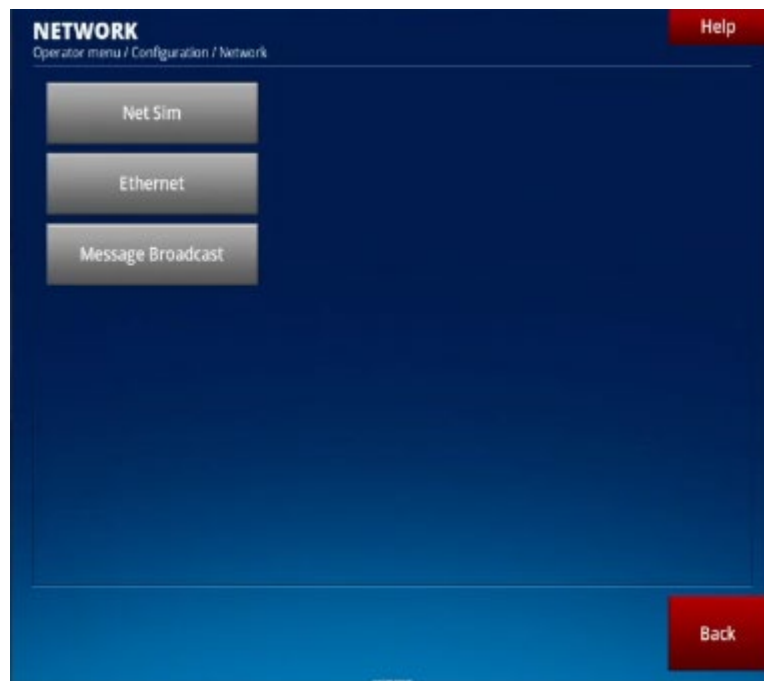 NETWORK
Help
Operator menu / Configuration / Network
Net Sim
Ethernet
Message Broadcast
Back